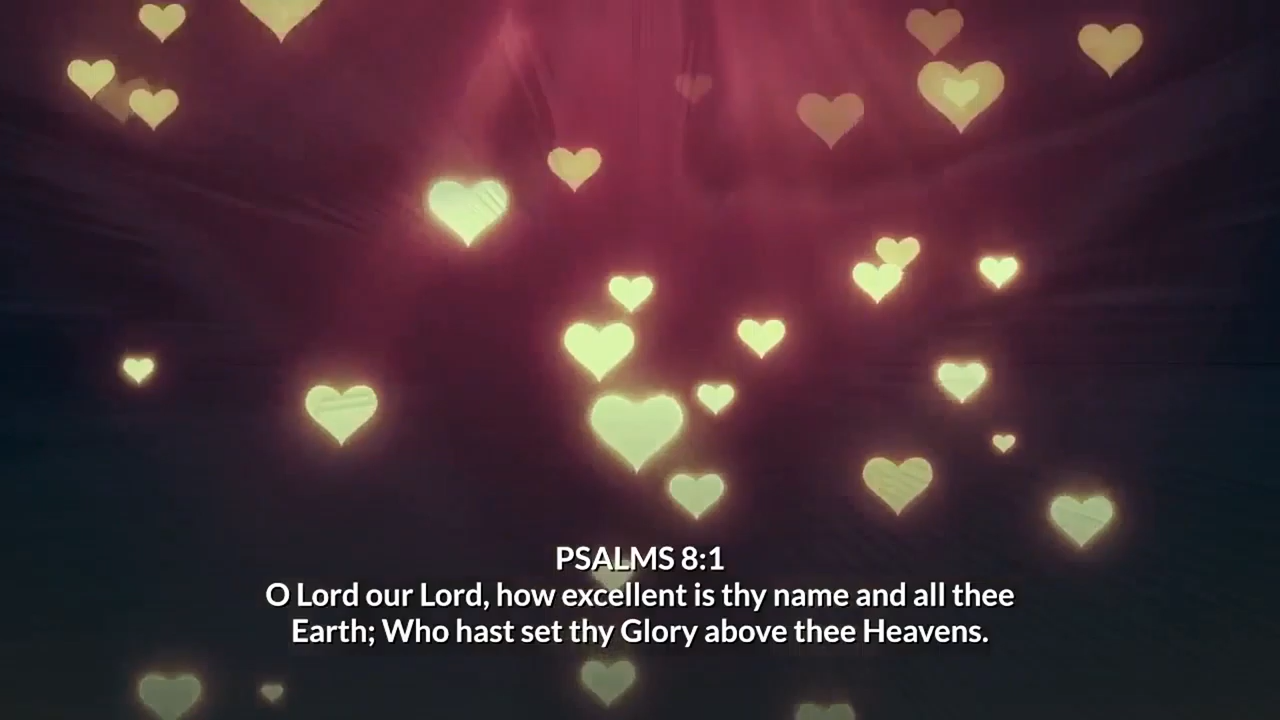 PSALMS 8:1
O Lord our Lord, how excellent is thy name and all thee
Earth; Who hast set thy Glory above thee Heavens.